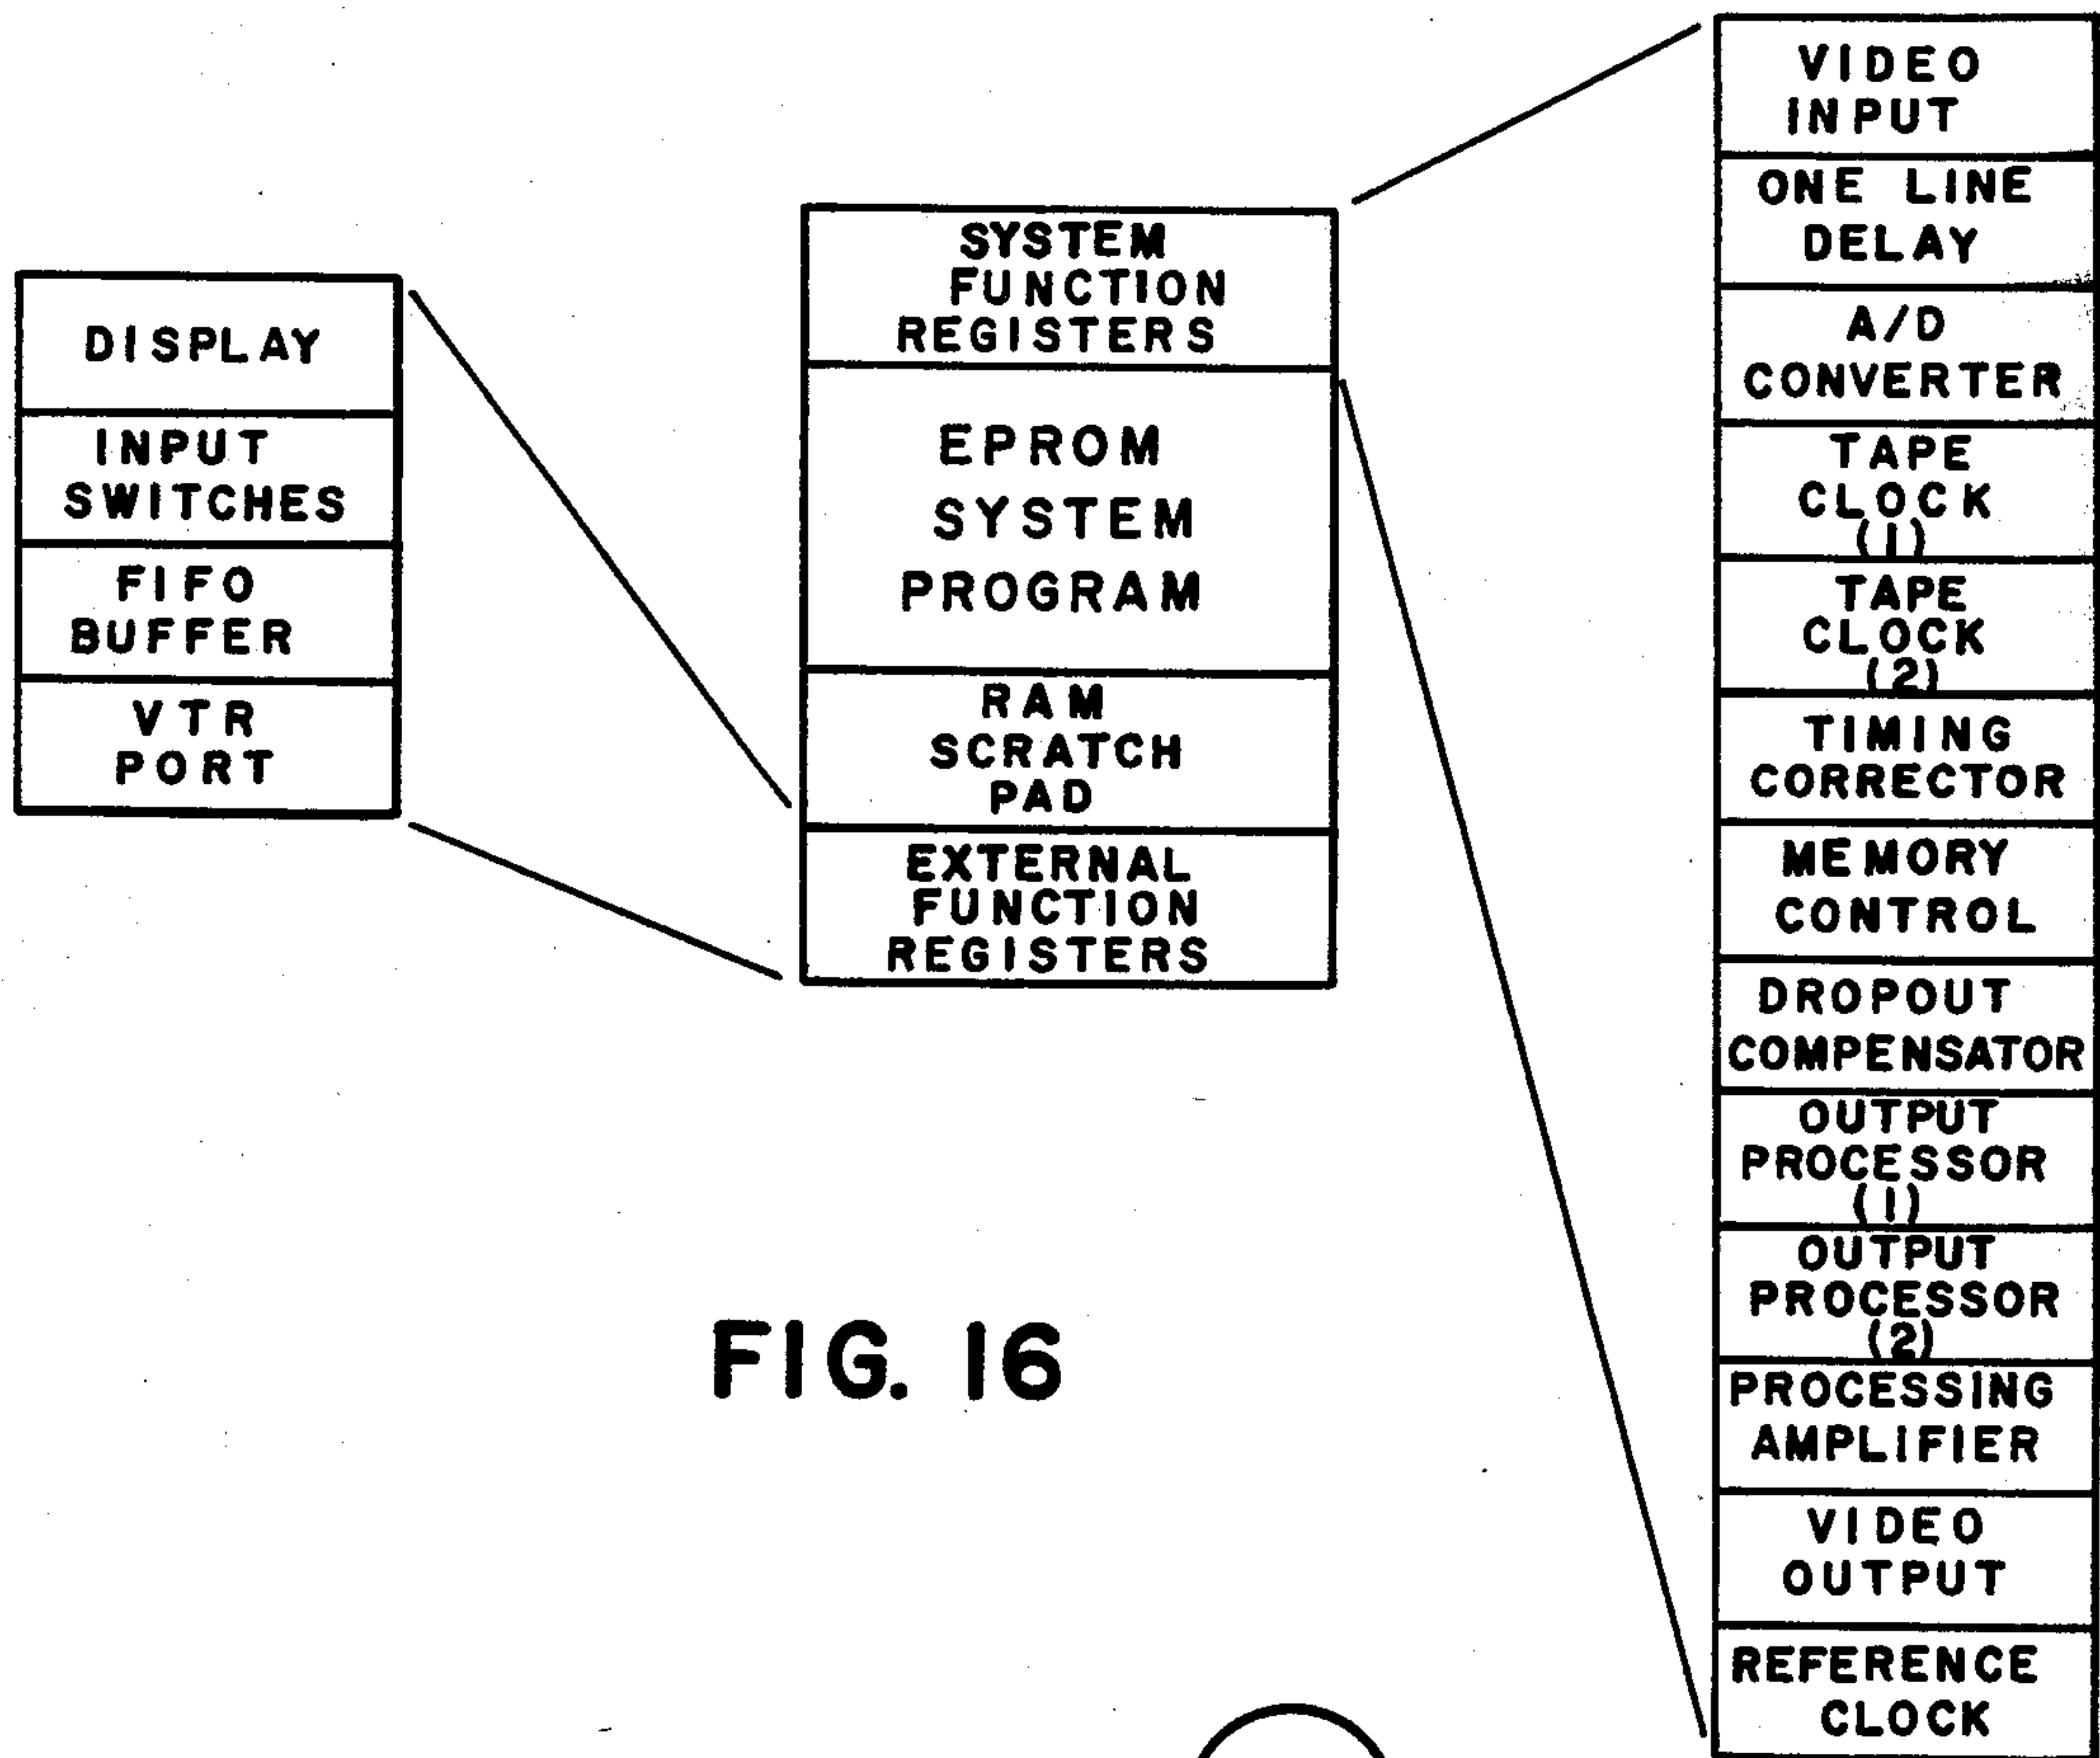 DISPLAY
INPUT
SWITCHES
FIFO
BUFFER
VTR
PORT
SYSTEM
FUNCTION
REGISTERS
EPROM
SYSTEM
PROGRAM
RAM
SCRATCH
PAD
EXTERNAL
FUNCTION
REGISTERS
VIDEO
INPUT
ONE LINE
DELAY
A/D
CONVERTER
TAPE
CLOCK
(1)
TAPE
CLOCK
(2)
TIMING
CORRECTOR
MEMORY
CONTROL
DROPOUT
COMPENSATOR
OUTPUT
PROCESSOR
(1)
OUTPUT
PROCESSOR
(2)
PROCESSING
AMPLIFIER
VIDEO
OUTPUT
REFERENCE
CLOCK
FIG. 16